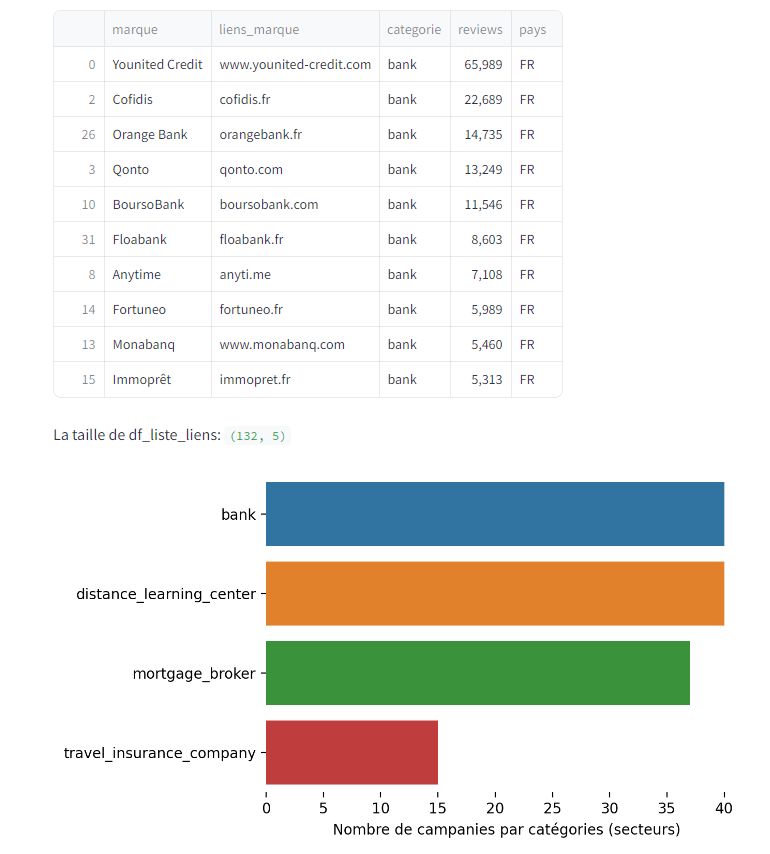 marque liens_marque categorie reviews pays
0 Younited Credit www.younited-credit.com bank 65,989 FR
2 Cofidis cofidis.fr bank 22,689 FR
26 Orange Bank orangebank.fr bank 14,735 FR
3 Qonto qonto.com bank 13,249 FR
10 BoursoBank boursobank.com bank 11,546 FR
31 Floabank floabank.fr bank 8,603 FR
8 Anytime anyti.me bank 7,108 FR
14 Fortuneo fortuneo.fr bank 5,989 FR
13 Monabanq www.monabanq.com bank 5,460 FR
15 Immoprêt immopret.fr bank 5,313 FR
La taille de df_liste_liens: (132, 5)
bank
distance_learning_center
mortgage_broker
travel_insurance_company
0 5 10 15 20 25 30 35 40
Nombre de campanies par catégories (secteurs)